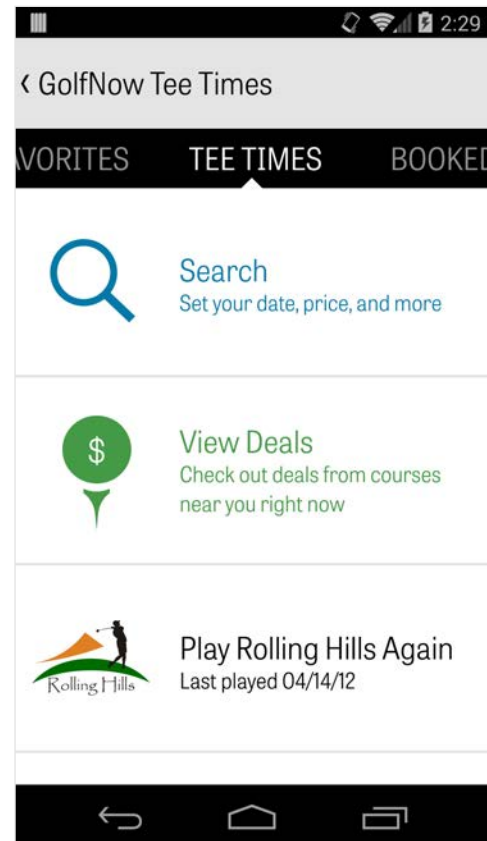 2:29
‹ GolfNow Tee Times
AVORITES TEE TIMES BOOKED
Search
Set your date, price, and more
$
View Deals
Check out deals from courses
near you right now
Rolling Hills
Play Rolling Hills Again
Last played 04/14/12